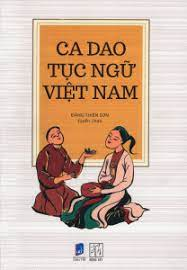 CA DAO
TỤC NGỮ
VIỆT NAM
ĐẶNG THIÊN SƠN
tuyển chọn